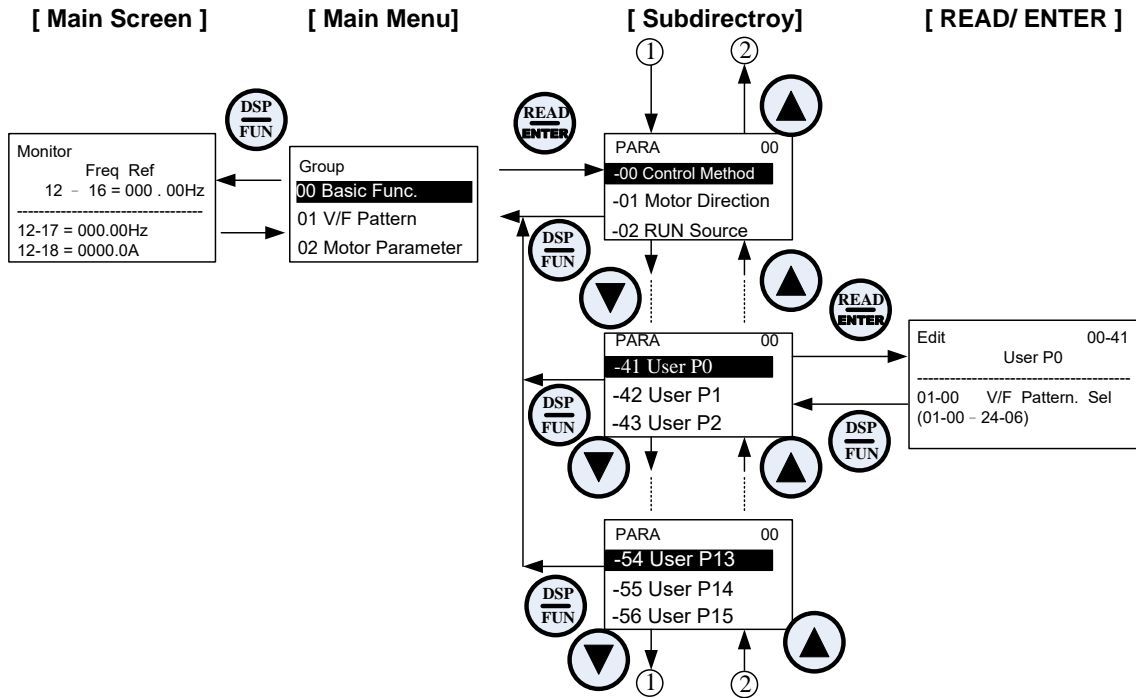 [ Main Screen ]
[ Main Menu]
[ Subdirectroy]
[ READ/ ENTER ]
1
2
DSP
FUN
READ
ENTER
Monitor
Freq Ref
12 - 16 = 000 . 00Hz
12-17 = 000.00Hz
12-18 = 0000.0A
Group
00 Basic Func.
01 V/F Pattern
02 Motor Parameter
PARA 00
-00 Control Method
-01 Motor Direction
-02 RUN Source
DSP
FUN
READ
ENTER
PARA 00
-41 User P0
-42 User P1
-43 User P2
Edit 00-41
User P0
01-00 V/F Pattern. Sel
(01-00 - 24-06)
DSP
FUN
DSP
FUN
PARA 00
-54 User P13
-55 User P14
-56 User P15
DSP
FUN
1
2